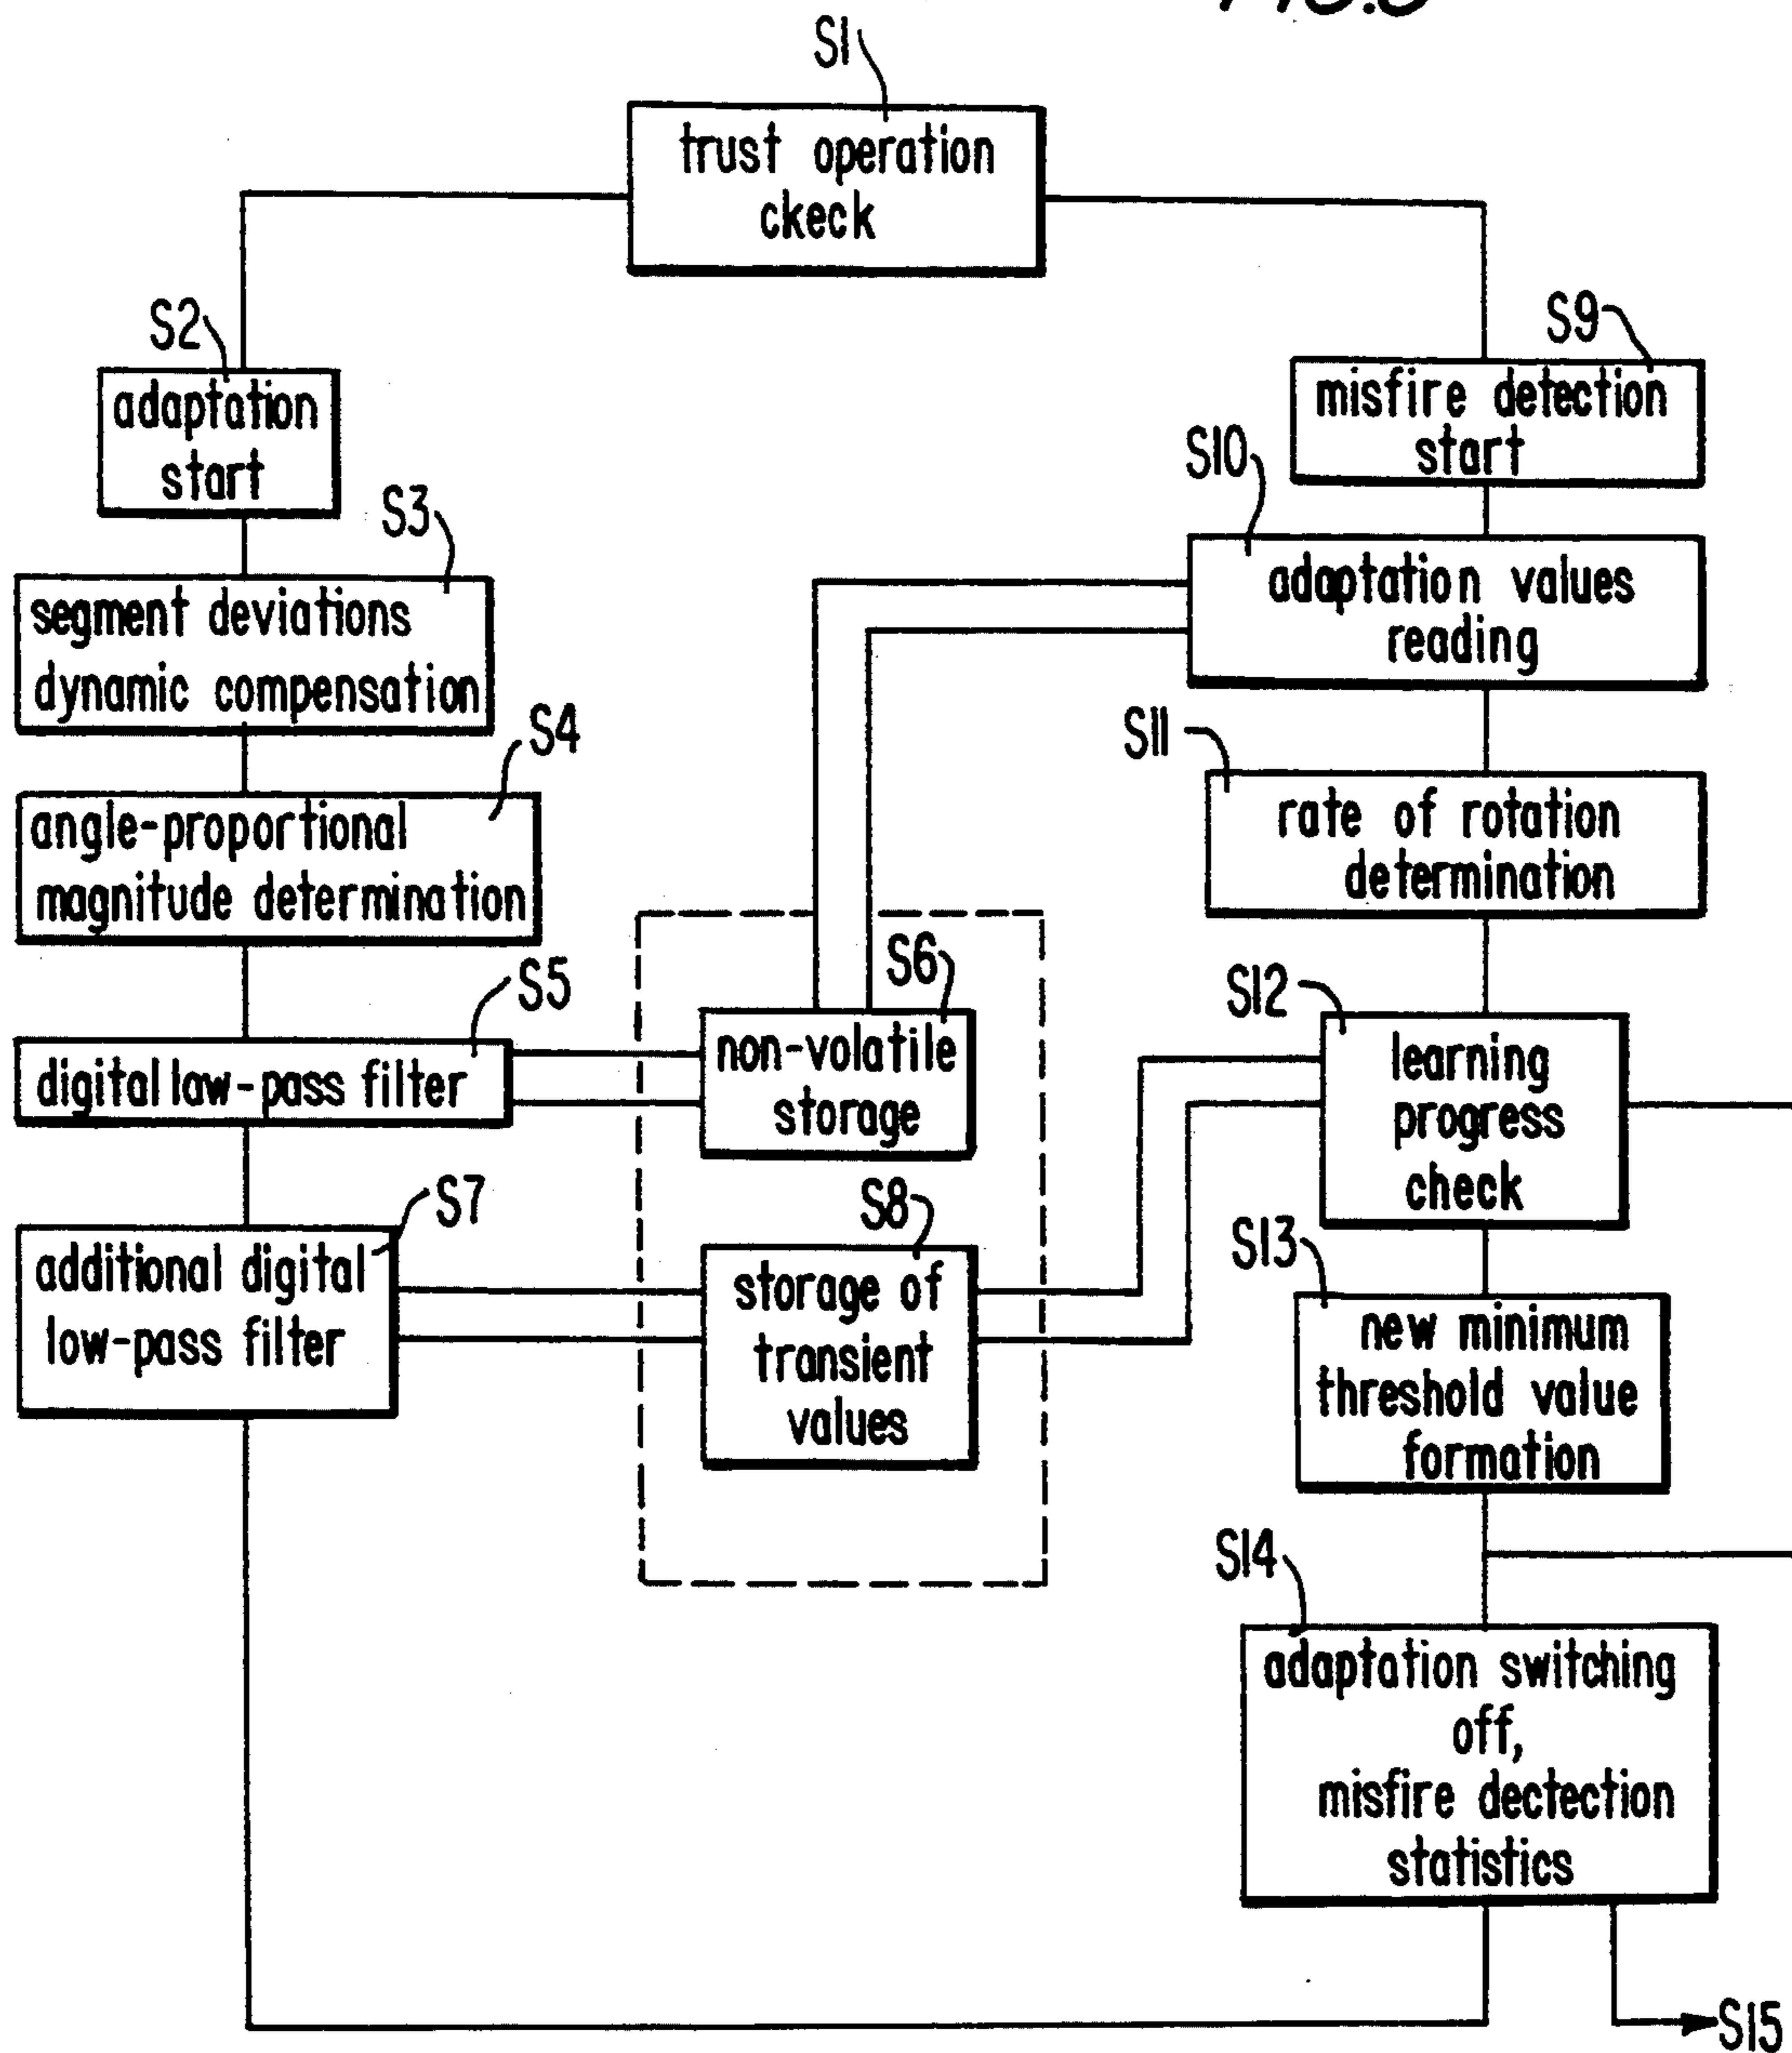 S1
trust operation
ckeck
S2
adaptation
start
S3
segment deviations
dynamic compensation
S4
angle-proportional
magnitude determination
S5
digital low-pass filter
S6
non-volatile
storage
S7
additional digital
low-pass filter
S8
storage of
transient
values
S9
misfire detection
start
S10
adaptation values
reading
S11
rate of rotation
determination
S12
learning
progress
check
S13
new minimum
threshold value
formation
S14
adaptation switching
off,
misfire dectection
statistics
S15